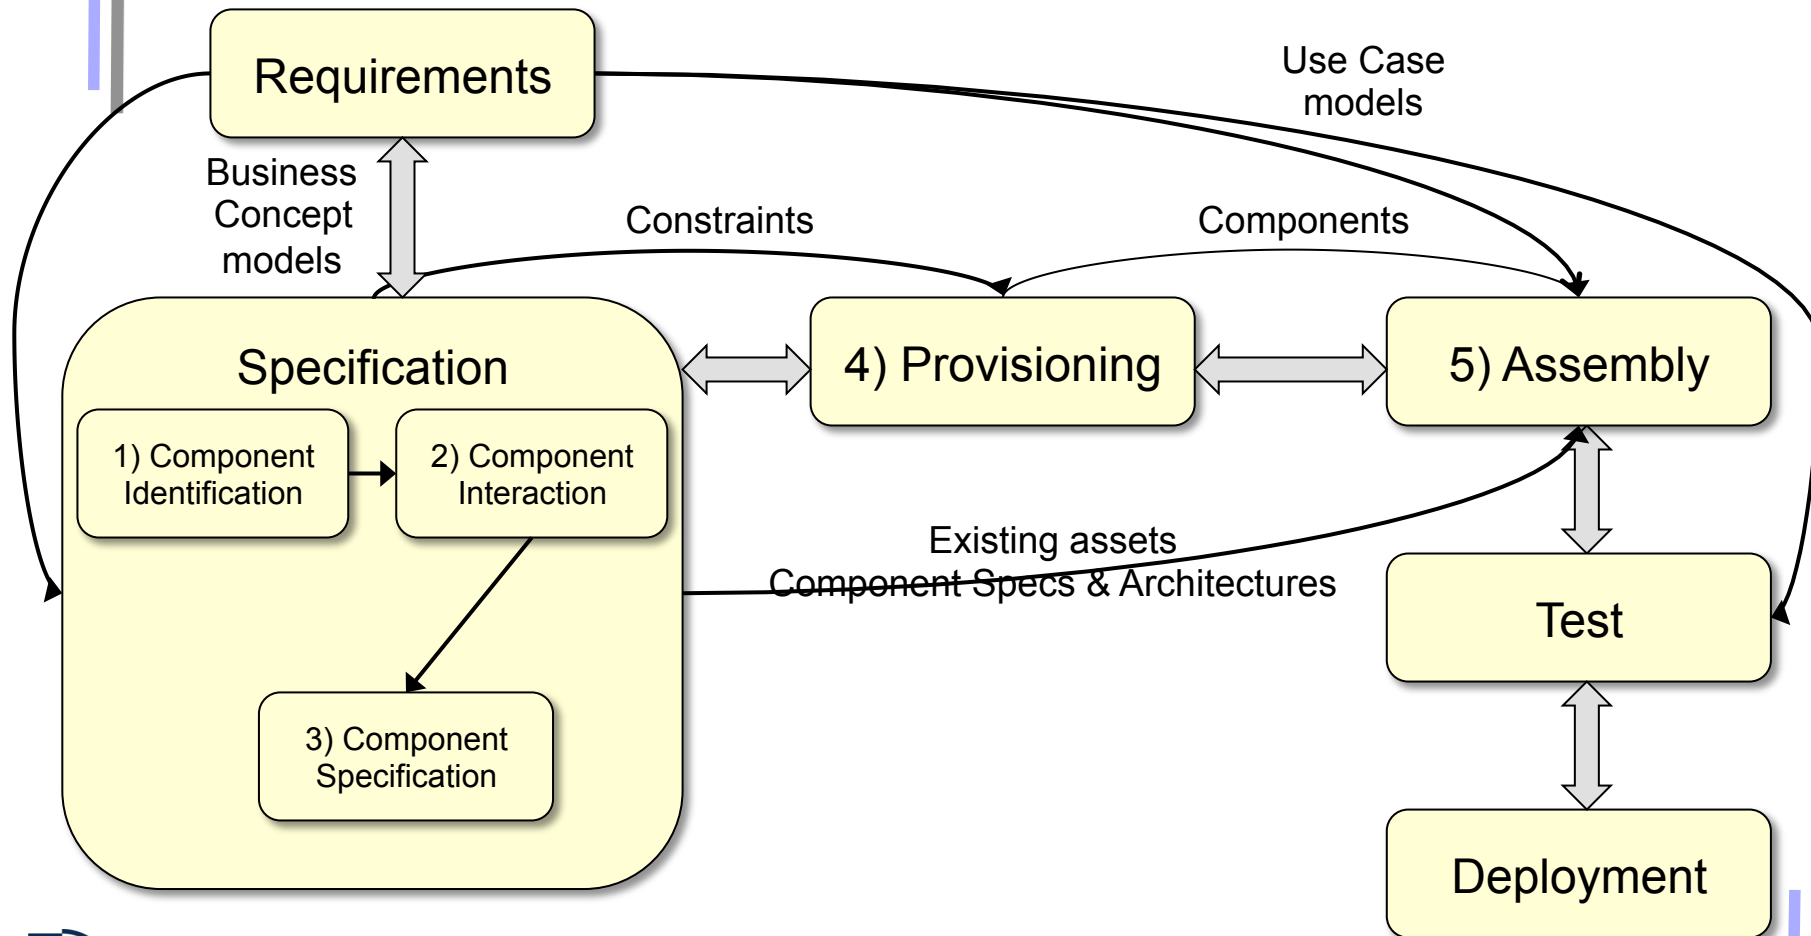 Requirements
Use Case
models
Business
Concept
models
Constraints
Components
Specification
4) Provisioning
5) Assembly
1) Component
Identification
2) Component
Interaction
Existing assets
Component Specs & Architectures
Test
3) Component
Specification
Deployment